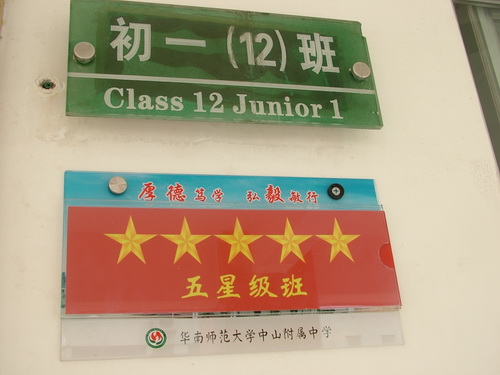 初一(12)班
Class 12 Junior 1
厚德 笃学 弘毅 敏行
五星级班
华南师范大学中山附属中学